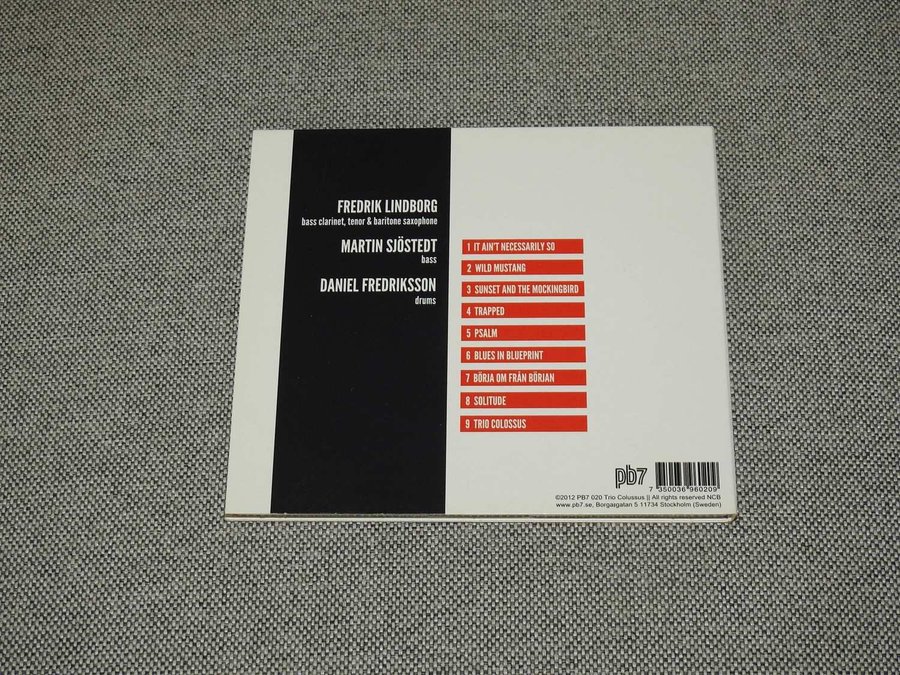 FREDRIK LINDBORG
bass clarinet, tenor & baritone saxophone
MARTIN SJÖSTEDT
bass
DANIEL FREDRIKSSON
drums
1 IT AIN'T NECESSARILY SO
2 WILD MUSTANG
3 SUNSET AND THE MOCKINGBIRD
4 TRAPPED
5 PSALM
6 BLUES IN BLUEPRINT
7 BÖRJA OM FRÅN BÖRJAN
8 SOLITUDE
9 TRIO COLOSSUS
pb7
7 350036 960209
©2012 PB7 020 Trio Colussus || All rights reserved NCB
www.pb7.se, Borgargatan 5 11734 Stockholm (Sweden)